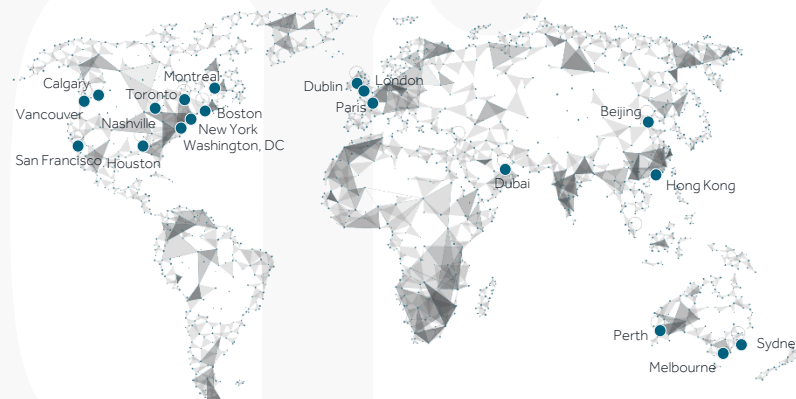 Calgary
Montreal
Toronto
Vancouver
Boston
Nashville
New York
Washington, DC
San Francisco
Houston
Dublin
London
Paris
Beijing
Dubai
Hong Kong
Perth
Sydne
Melbourne